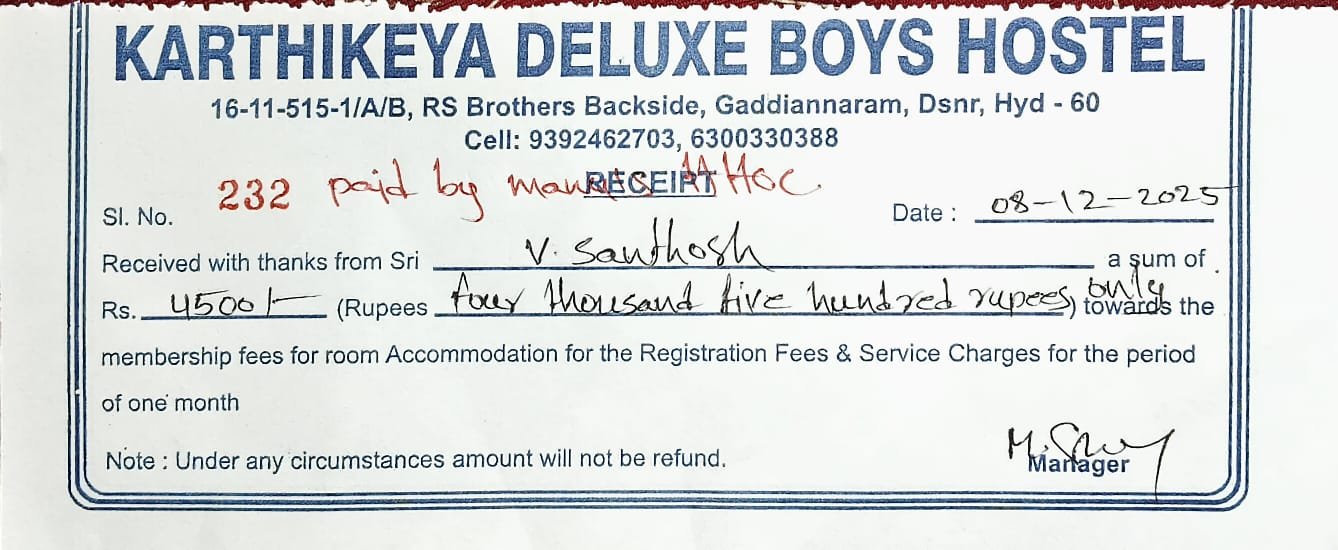 KARTHIKEYA DELUXE BOYS HOSTEL
16-11-515-1/A/B, RS Brothers Backside, Gaddiannaram, Dsnr, Hyd - 60
Cell: 9392462703, 6300330388
RECEIPT
232 paid by
Sl. No.
Date : 08-12-2025
Received with thanks from Sri V. Santhosh a sum of
Rs. 4500/- (Rupees four thousand five hundred rupees only) towards the
membership fees for room Accommodation for the Registration Fees & Service Charges for the period
of one month
Note : Under any circumstances amount will not be refund.
Manager